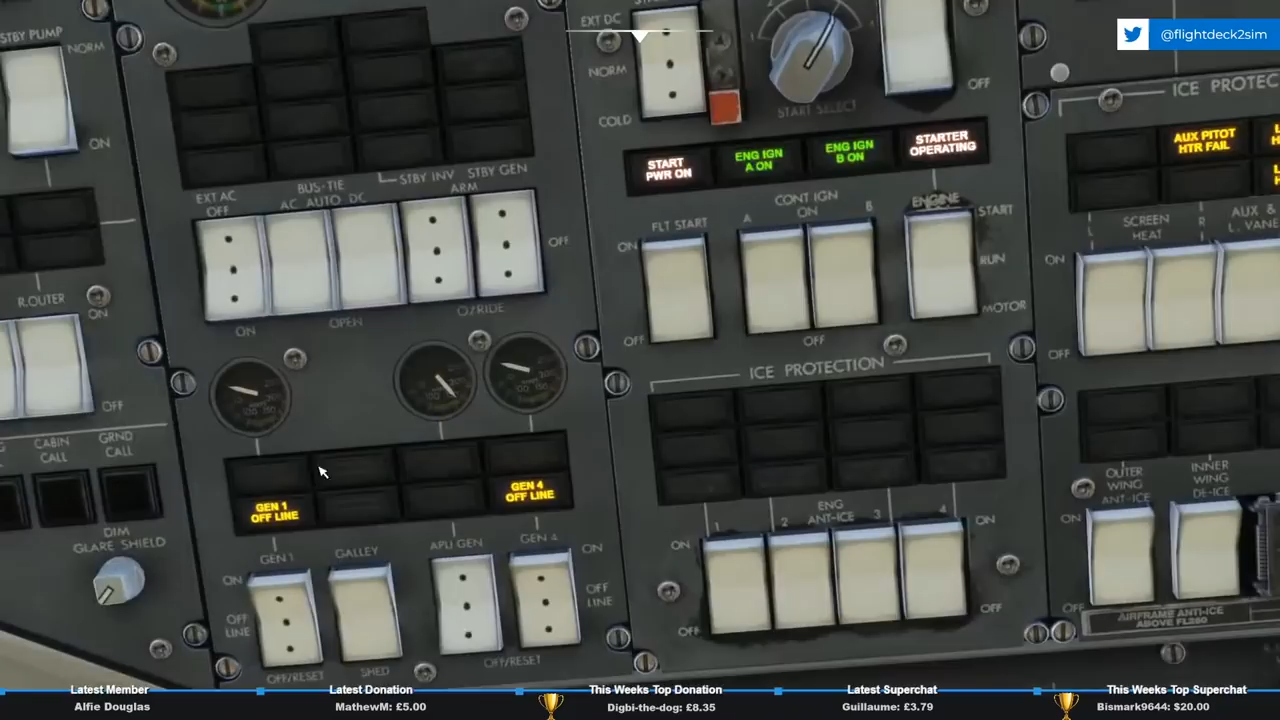 @flightdeck2sim
STBY PUMP
NORM
ON
EXT DC
NORM
COLD
START SELECT
OFF
ICE PROTEC
START
PWR ON
ENG IGN
A ON
ENG IGN
B ON
STARTER
OPERATING
AUX PITOT
HTR FAIL
EXT AC
OFF
BUS-TIE
AC AUTO DC
STBY INV
STBY GEN
ARM
OFF
ON
OPEN
O/RIDE
FLT START
ON
OFF
CONT IGN
ON
A
B
OFF
ENGINE
START
RUN
MOTOR
SCREEN
HEAT
L
R
AUX &
L. VANE
ON
OFF
R.OUTER
ON
OFF
CABIN
CALL
GRND
CALL
DIM
GLARE SHIELD
GEN 1
OFF LINE
GEN 4
OFF LINE
GEN 1
GALLEY
APU GEN
GEN 4
ON
OFF
LINE
OFF/RESET
SHED
OFF/RESET
ON
OFF
LINE
ICE PROTECTION
1
2
ENG
ANT-ICE
3
4
ON
OFF
ON
OFF
OUTER
WING
ANT-ICE
INNER
WING
DE-ICE
ON
OFF
AIRFRAME ANTI-ICE
Latest Member
Alfie Douglas
Latest Donation
MathewM: £5.00
This Weeks Top Donation
Digbi-the-dog: £8.35
Latest Superchat
Guillaume: £3.79
This Weeks Top Superchat
Bismark9644: $20.00